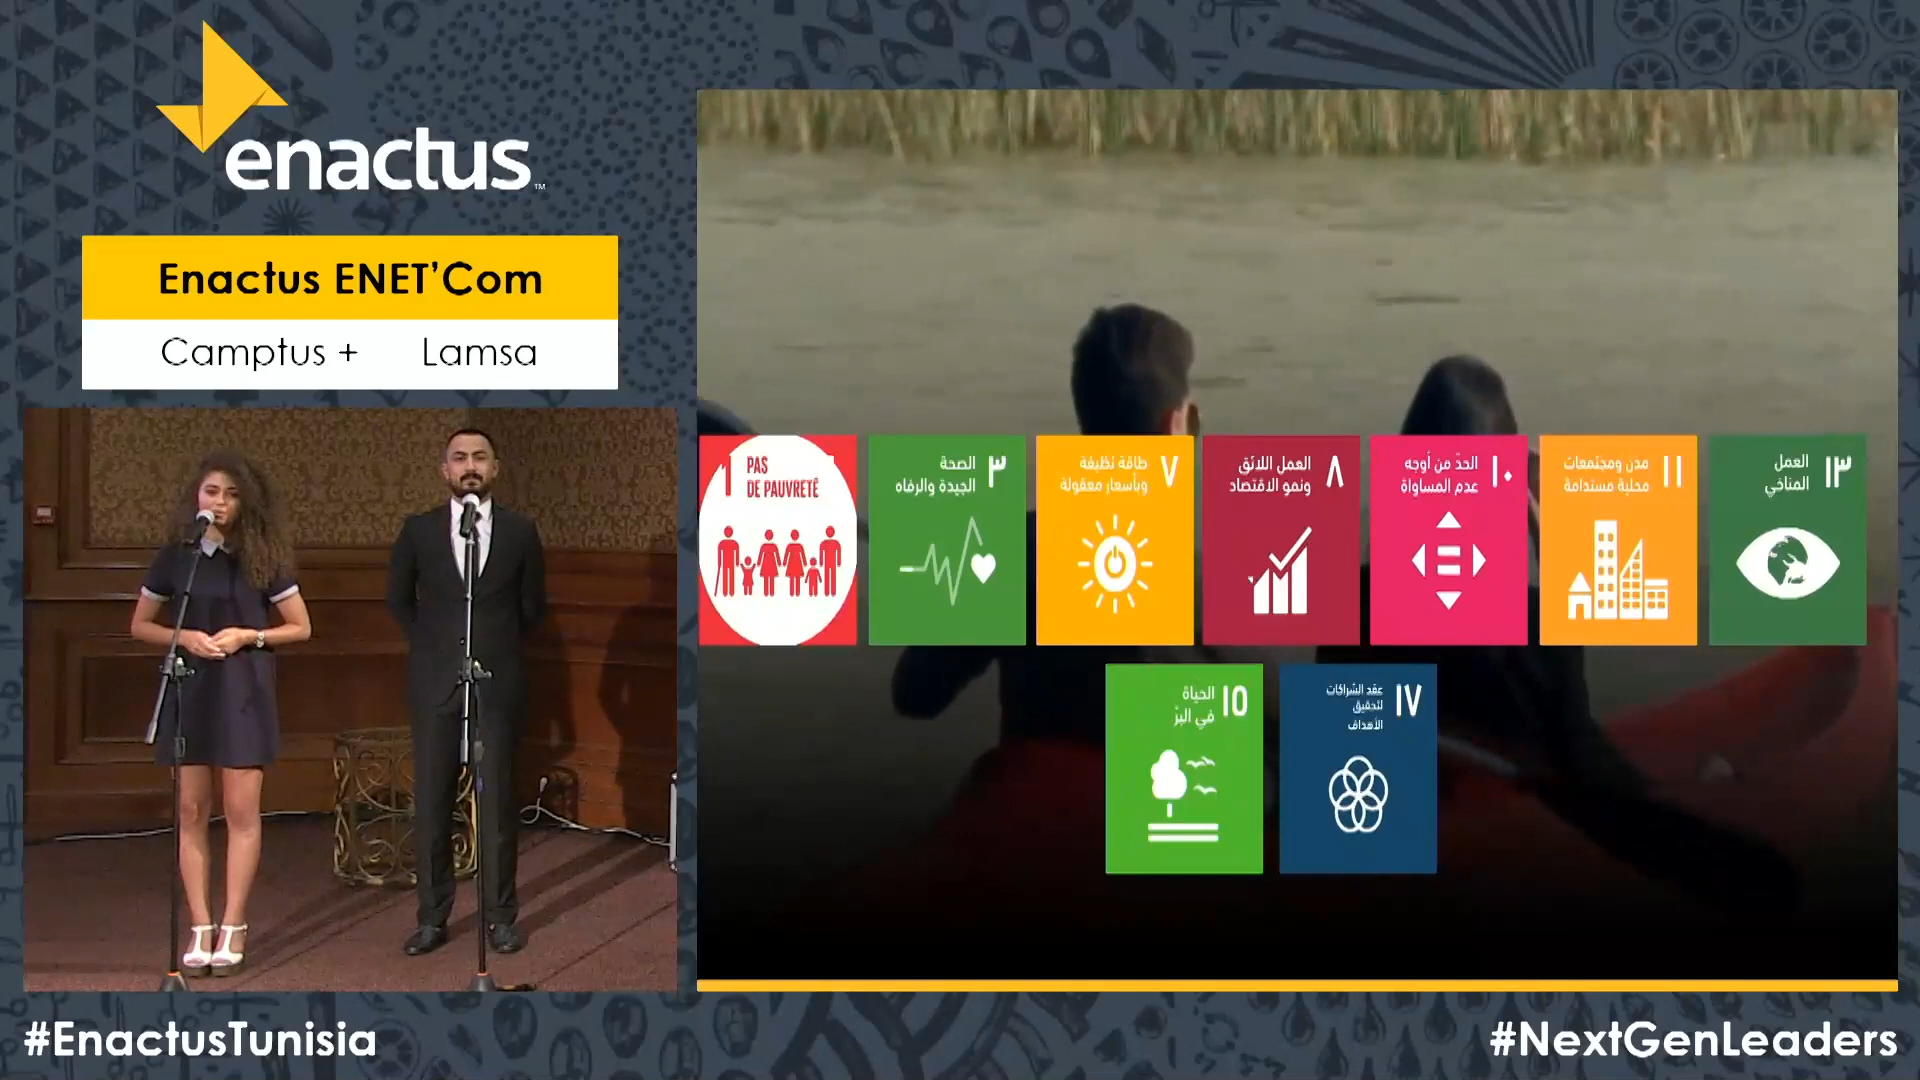 enactus™
Enactus ENET'Com
Camptus + Lamsa
1 PAS
DE PAUVRETÉ
٣ الصحة
الجيدة والرفاه
٧ طاقة نظيفة
وبأسعار معقولة
٨ العمل اللائق
ونمو الاقتصاد
١٠ الحدّ من أوجه
عدم المساواة
١١ مدن ومجتمعات
محلية مستدامة
١٣ العمل
المناخي
١٥ الحياة
في البرّ
١٧ عقد الشراكات
لتحقيق
الأهداف
#EnactusTunisia
#NextGenLeaders